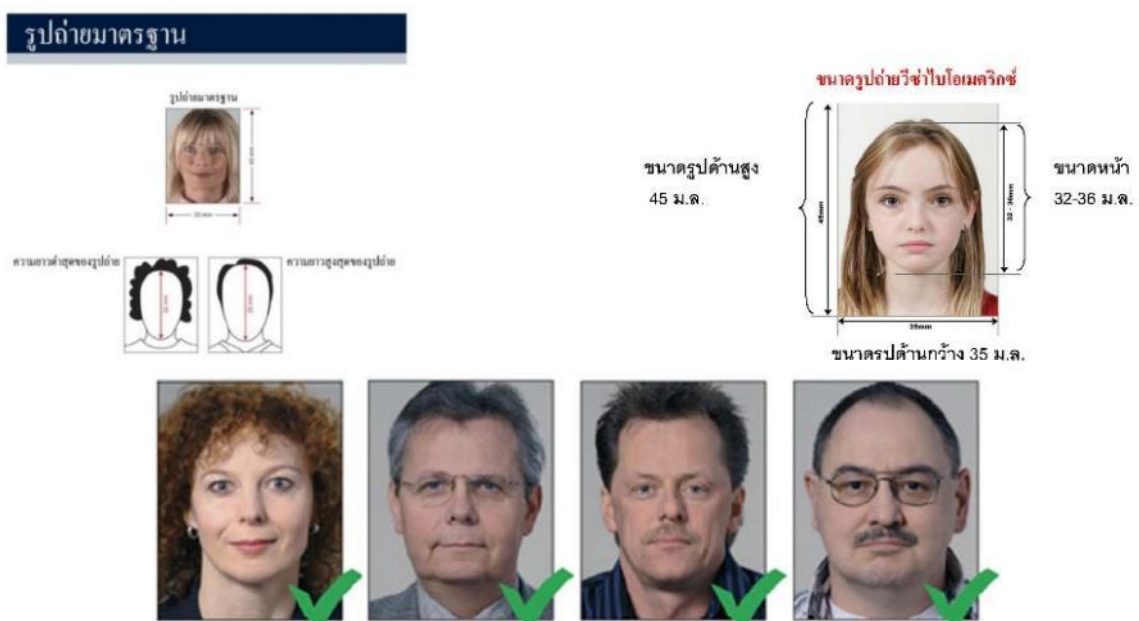 รูปถ่ายมาตรฐาน
รูปถ่ายมาตรฐาน
45 mm
35 mm
ความยาวต่ำสุดของรูปถ่าย
ความยาวสูงสุดของรูปถ่าย
ขนาดรูปถ่ายวีซ่าไบโอเมตริกซ์
ขนาดรูปด้านสูง
45 ม.ล.
45mm
32 - 36mm
ขนาดหน้า
32-36 ม.ล.
35mm
ขนาดรปด้านกว้าง 35 ม.ล.